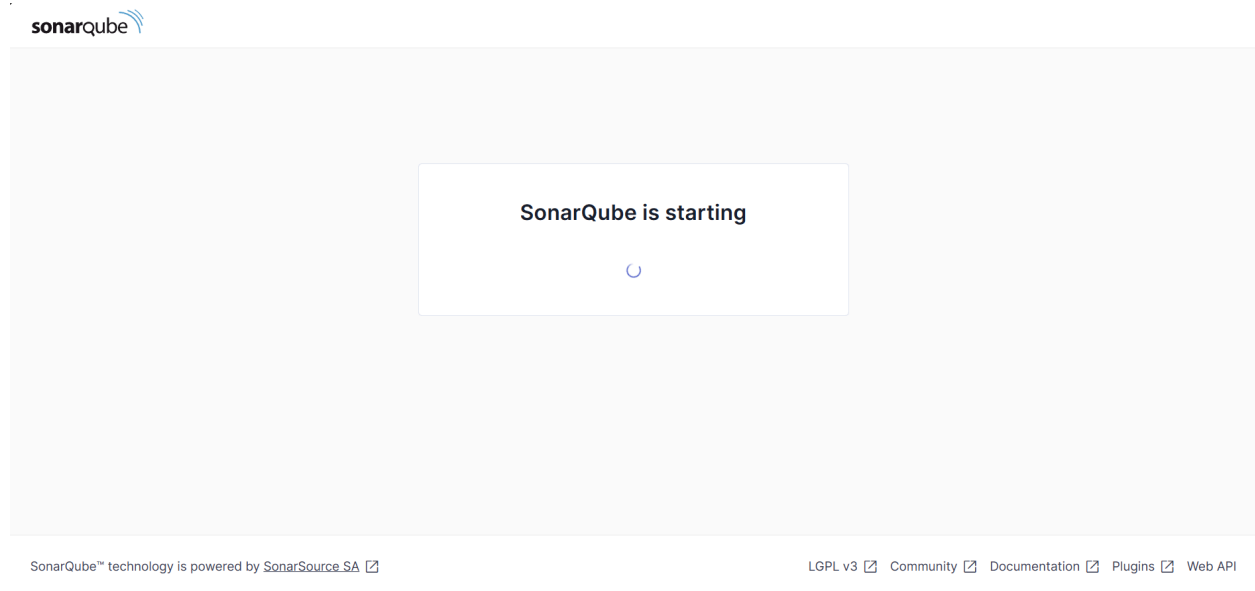 sonarqube
SonarQube is starting
SonarQube™ technology is powered by SonarSource SA
LGPL v3 Community Documentation Plugins Web API